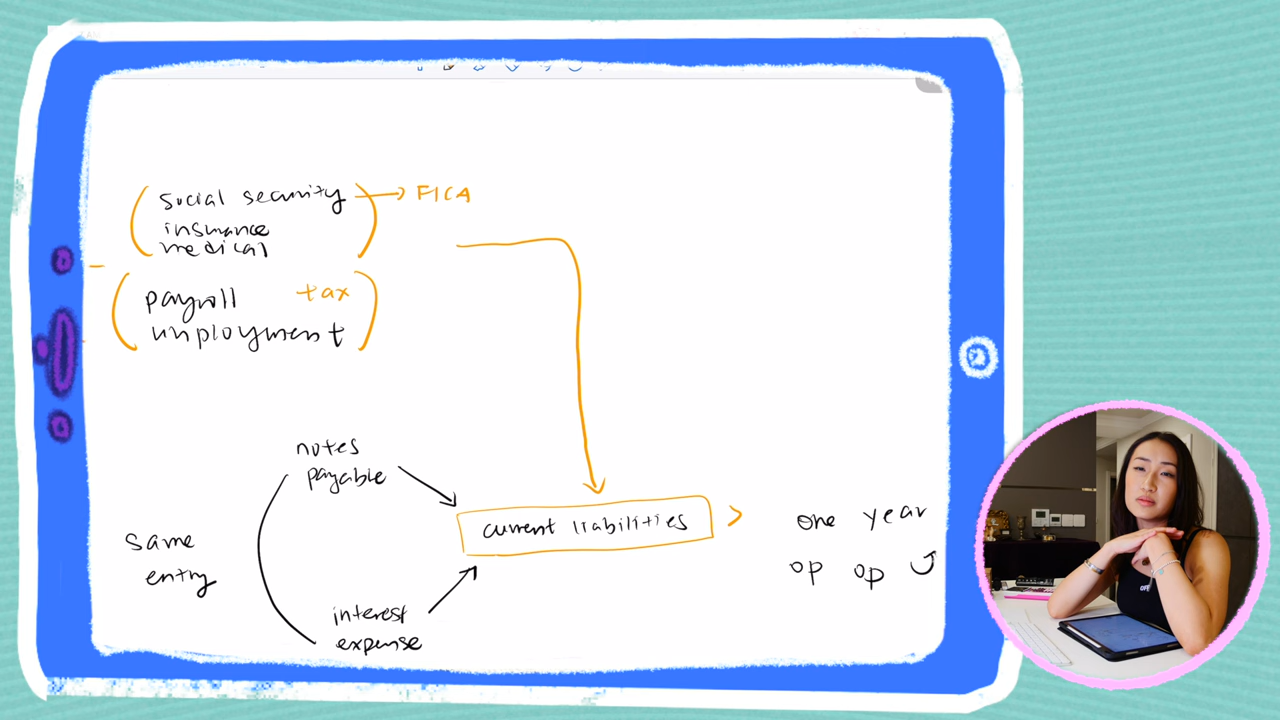 social security → FICA
insurance
medical
payroll tax
unployment
notes
payable
current liabilities >
one year
op op
same
entry
interest
expense